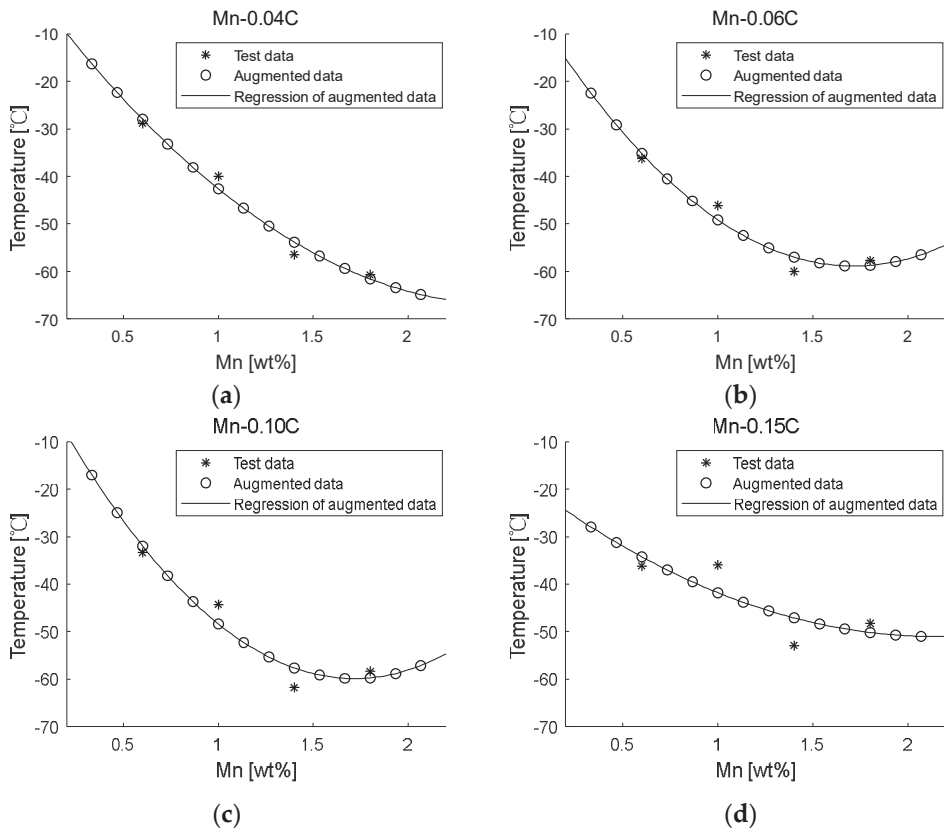 Mn-0.04C
Temperature [℃]
-10
-20
-30
-40
-50
-60
-70
Test data
Augmented data
Regression of augmented data
0.5 1 1.5 2
Mn [wt%]
(a)
Mn-0.06C
Temperature [℃]
-10
-20
-30
-40
-50
-60
-70
Test data
Augmented data
Regression of augmented data
0.5 1 1.5 2
Mn [wt%]
(b)
Mn-0.10C
Temperature [℃]
-10
-20
-30
-40
-50
-60
-70
Test data
Augmented data
Regression of augmented data
0.5 1 1.5 2
Mn [wt%]
(c)
Mn-0.15C
Temperature [℃]
-10
-20
-30
-40
-50
-60
-70
Test data
Augmented data
Regression of augmented data
0.5 1 1.5 2
Mn [wt%]
(d)